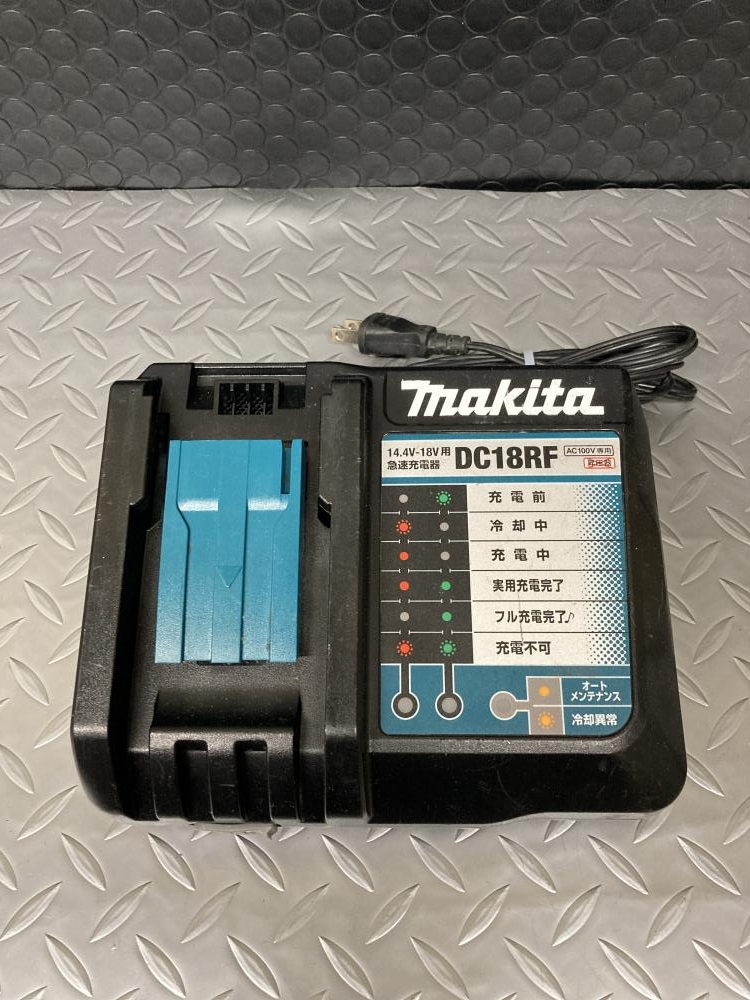 makita
14.4V-18V用
急速充電器
DC18RF
AC100V専用
充電前
冷却中
充電中
実用充電完了
フル充電完了♪
充電不可
オート
メンテナンス
冷却異常